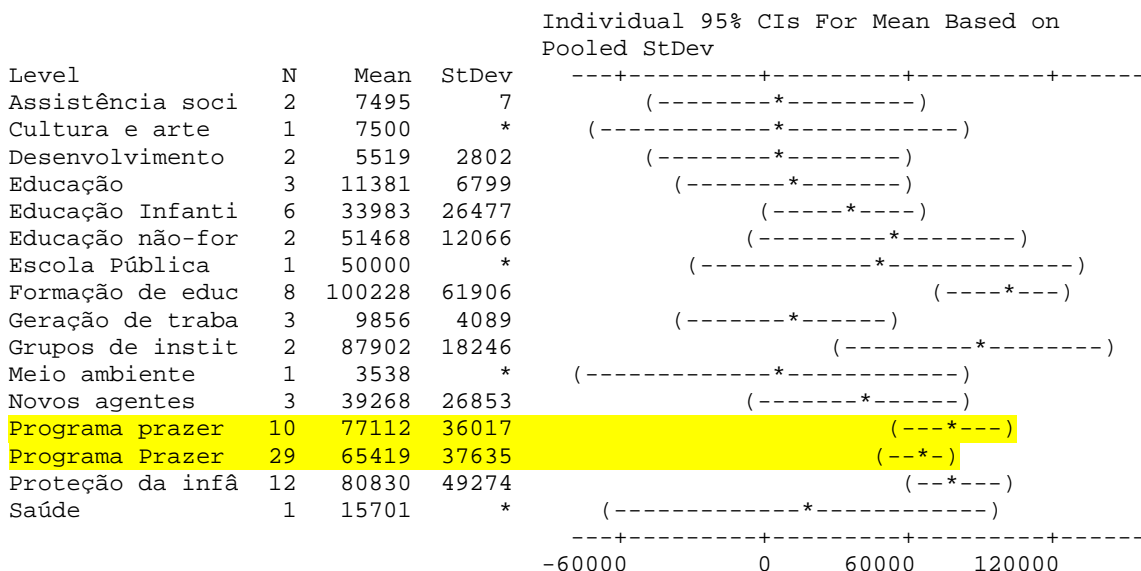 Individual 95% CIs For Mean Based on
Pooled StDev
Level N Mean StDev ---+---------+---------+---------+------
Assistência soci 2 7495 7 (--------*---------)
Cultura e arte 1 7500 * (------------*------------)
Desenvolvimento 2 5519 2802 (--------*--------)
Educação 3 11381 6799 (-------*-------)
Educação Infanti 6 33983 26477 (-----*----)
Educação não-for 2 51468 12066 (---------*--------)
Escola Pública 1 50000 * (------------*-------------)
Formação de educ 8 100228 61906 (----*---)
Geração de traba 3 9856 4089 (-------*------)
Grupos de instit 2 87902 18246 (---------*--------)
Meio ambiente 1 3538 * (-------------*------------)
Novos agentes 3 39268 26853 (-------*------)
Programa prazer 10 77112 36017 (---*---)
Programa Prazer 29 65419 37635 (--*-)
Proteção da infâ 12 80830 49274 (--*---)
Saúde 1 15701 * (-------------*------------)
---+---------+---------+---------+------
-60000 0 60000 120000